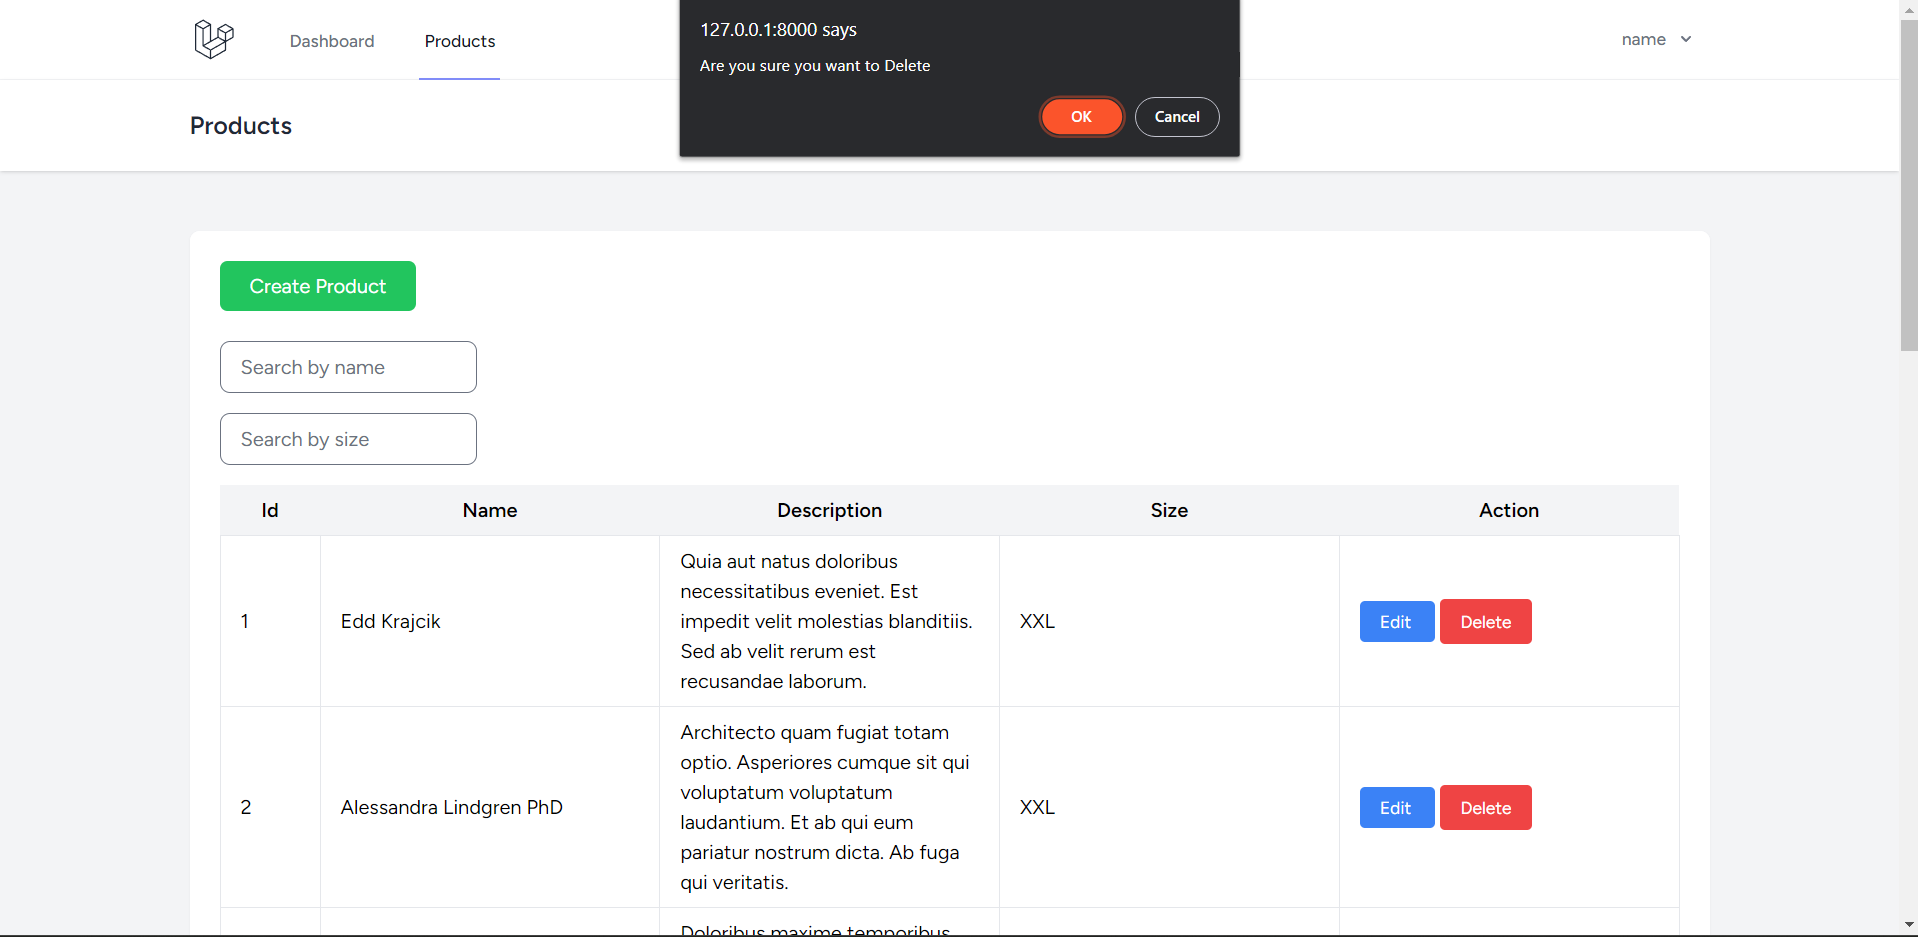 Dashboard
Products
127.0.0.1:8000 says
Are you sure you want to Delete
OK
Cancel
name
Products
Create Product
Search by name
Search by size
Id
Name
Description
Size
Action
1
Edd Krajcik
Quia aut natus doloribus
necessitatibus eveniet. Est
impedit velit molestias blanditiis.
Sed ab velit rerum est
recusandae laborum.
XXL
Edit
Delete
2
Alessandra Lindgren PhD
Architecto quam fugiat totam
optio. Asperiores cumque sit qui
voluptatum voluptatum
laudantium. Et ab qui eum
pariatur nostrum dicta. Ab fuga
qui veritatis.
XXL
Edit
Delete
Doloribus maxime temporibus